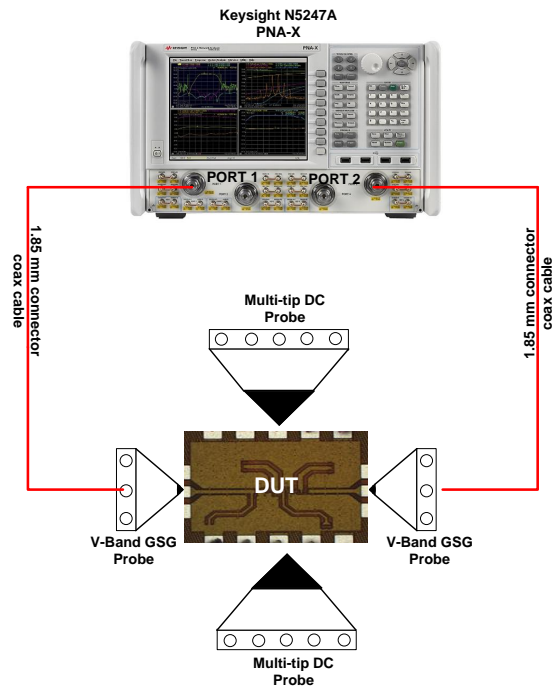 Keysight N5247A
PNA-X
KEYSIGHT
PNA-X
PORT 1
PORT 2
1.85 mm connector
coax cable
1.85 mm connector
coax cable
Multi-tip DC
Probe
DUT
V-Band GSG
Probe
V-Band GSG
Probe
Multi-tip DC
Probe